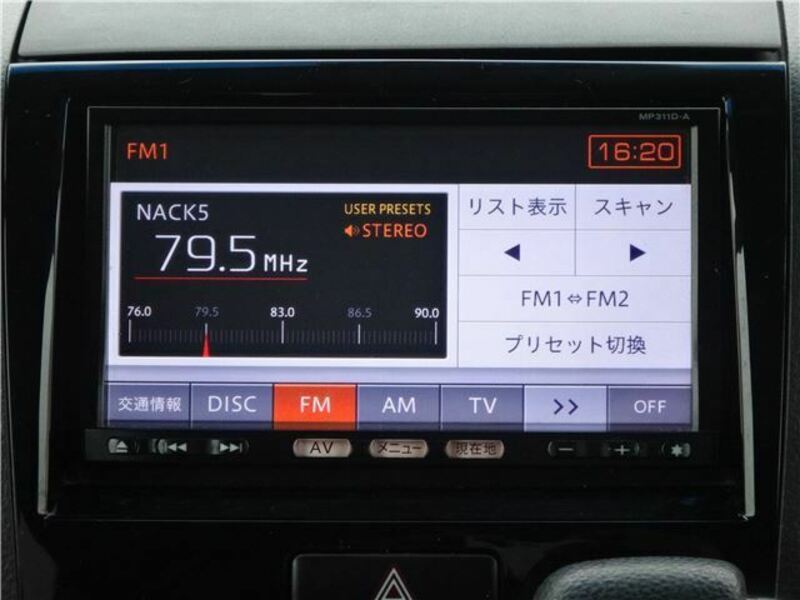 MP311D-A
FM1 16:20
NACK5 USER PRESETS
STEREO
79.5 MHz
76.0 79.5 83.0 86.5 90.0
リスト表示 スキャン
◀ ▶
FM1⇔FM2
プリセット切換
交通情報 DISC FM AM TV >> OFF
AV メニュー 現在地 − +